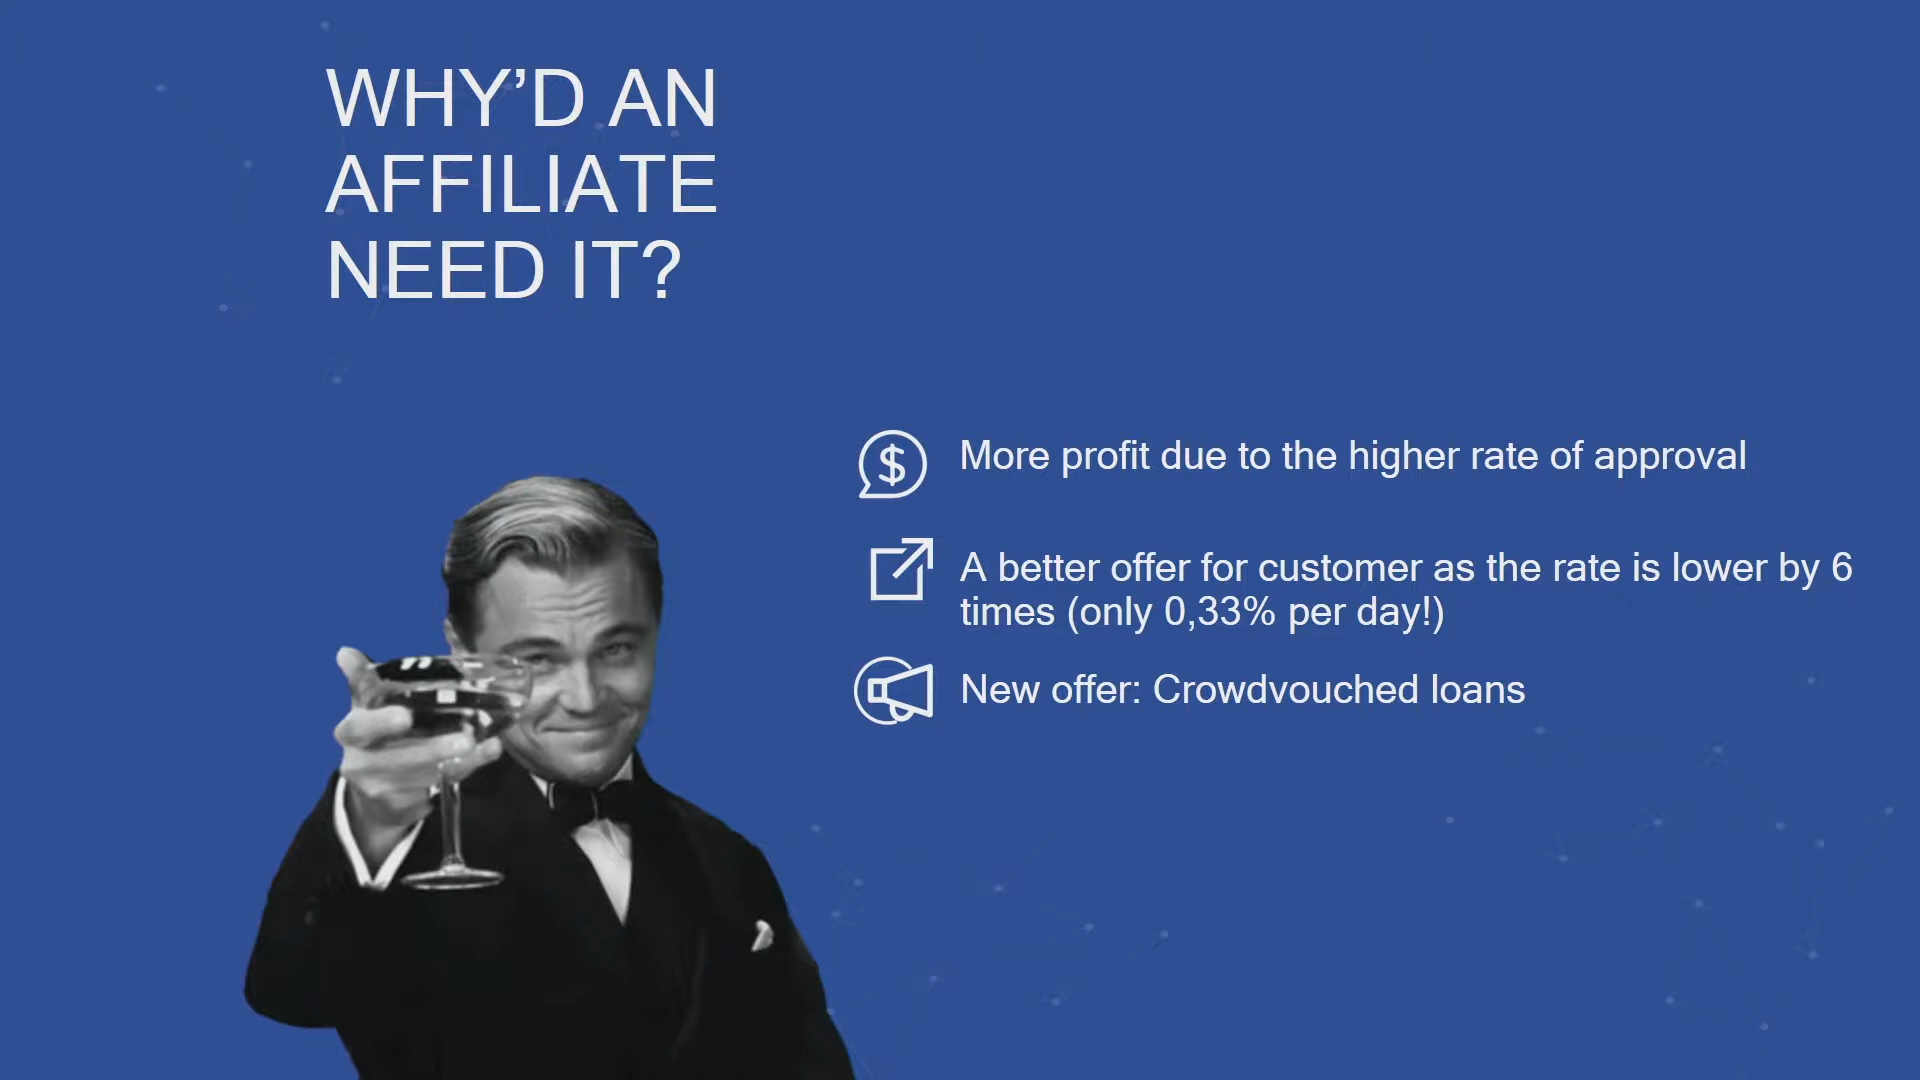 WHY’D AN
AFFILIATE
NEED IT?
More profit due to the higher rate of approval
A better offer for customer as the rate is lower by 6
times (only 0,33% per day!)
New offer: Crowdvouched loans